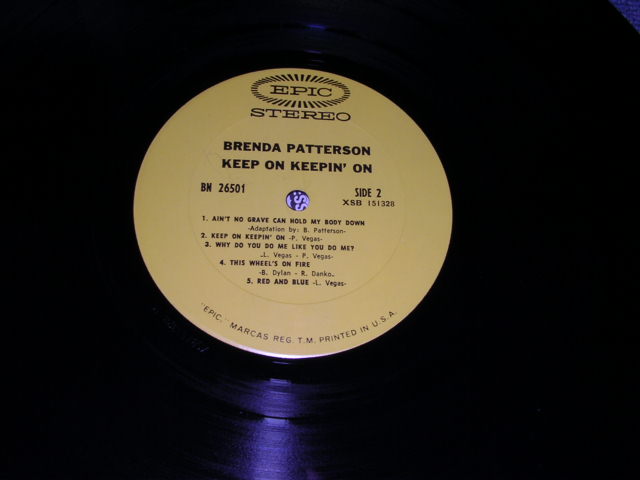 EPIC
STEREO
BRENDA PATTERSON
KEEP ON KEEPIN' ON
BN 26501
SIDE 2
XSB 151328
1. AIN'T NO GRAVE CAN HOLD MY BODY DOWN
-Adaptation by: B. Patterson-
2. KEEP ON KEEPIN' ON -P. Vegas-
3. WHY DO YOU DO ME LIKE YOU DO ME?
-L. Vegas - P. Vegas-
4. THIS WHEEL'S ON FIRE
-B. Dylan - R. Danko-
5. RED AND BLUE -L. Vegas-
"EPIC," MARCAS REG. T.M. PRINTED IN U.S.A.